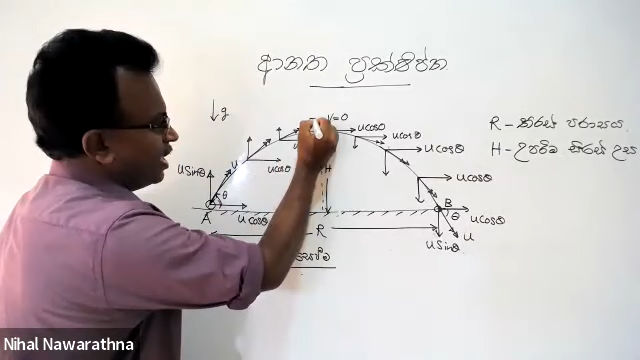 ආනත ප්‍රක්ෂිප්ත
g
V=0
R - තිරස් පරාසය
H - උපරිම සිරස් උස
u cosθ
u cosθ
u cosθ
u cosθ
u sinθ
u
θ
H
A
u cosθ
B
θ
u cosθ
R
u sinθ
u
Nihal Nawarathna